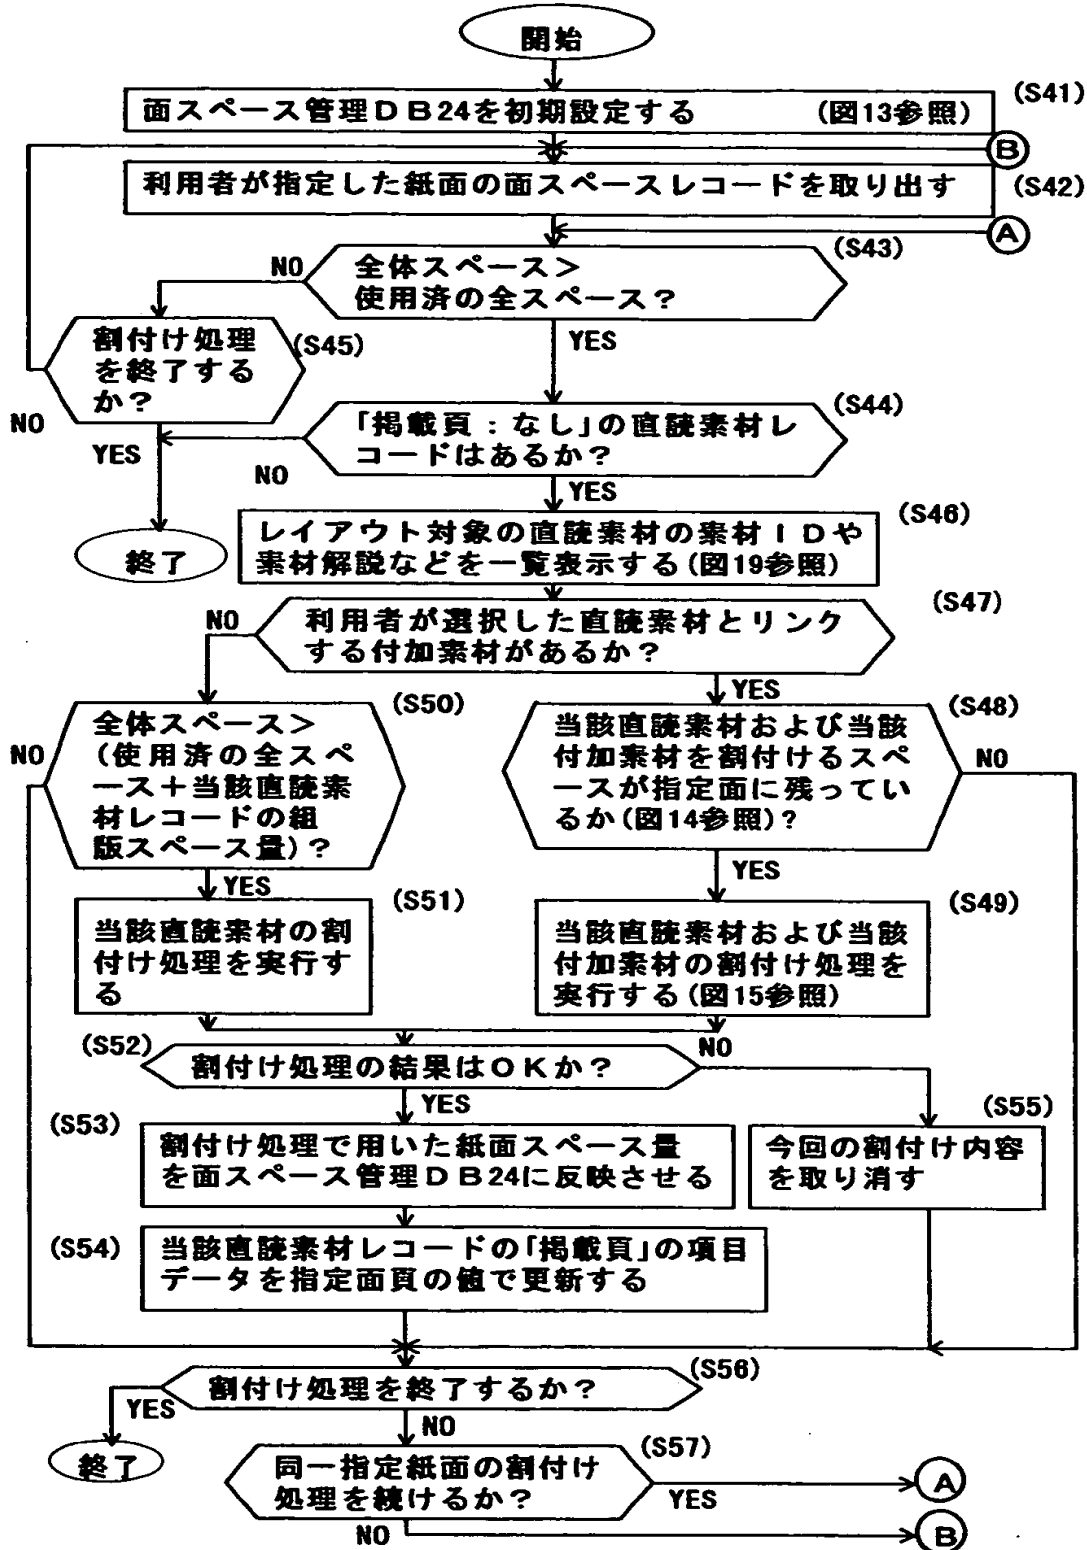 開始
(S41)
面スペース管理DB24を初期設定する (図13参照)
B
利用者が指定した紙面の面スペースレコードを取り出す
(S42)
A
(S43)
NO
全体スペース>
使用済の全スペース?
YES
割付け処理
を終了する
か?
(S45)
NO
YES
(S44)
「掲載頁:なし」の直読素材レ
コードはあるか?
NO
YES
終了
(S46)
レイアウト対象の直読素材の素材IDや
素材解説などを一覧表示する(図19参照)
(S47)
NO
利用者が選択した直読素材とリンク
する付加素材があるか?
YES
(S50)
NO
全体スペース>
(使用済の全スペ
ース+当該直読素
材レコードの組
版スペース量)?
YES
(S48)
当該直読素材および当該
付加素材を割付けるスペ
ースが指定面に残ってい
るか(図14参照)?
NO
YES
(S51)
当該直読素材の割
付け処理を実行す
る
(S49)
当該直読素材および当該
付加素材の割付け処理を
実行する(図15参照)
(S52)
割付け処理の結果はOKか?
NO
YES
(S53)
割付け処理で用いた紙面スペース量
を面スペース管理DB24に反映させる
(S55)
今回の割付け内容
を取り消す
(S54)
当該直読素材レコードの「掲載頁」の項目
データを指定面頁の値で更新する
(S56)
割付け処理を終了するか?
YES
NO
終了
(S57)
同一指定紙面の割付け
処理を続けるか?
YES
A
NO
B